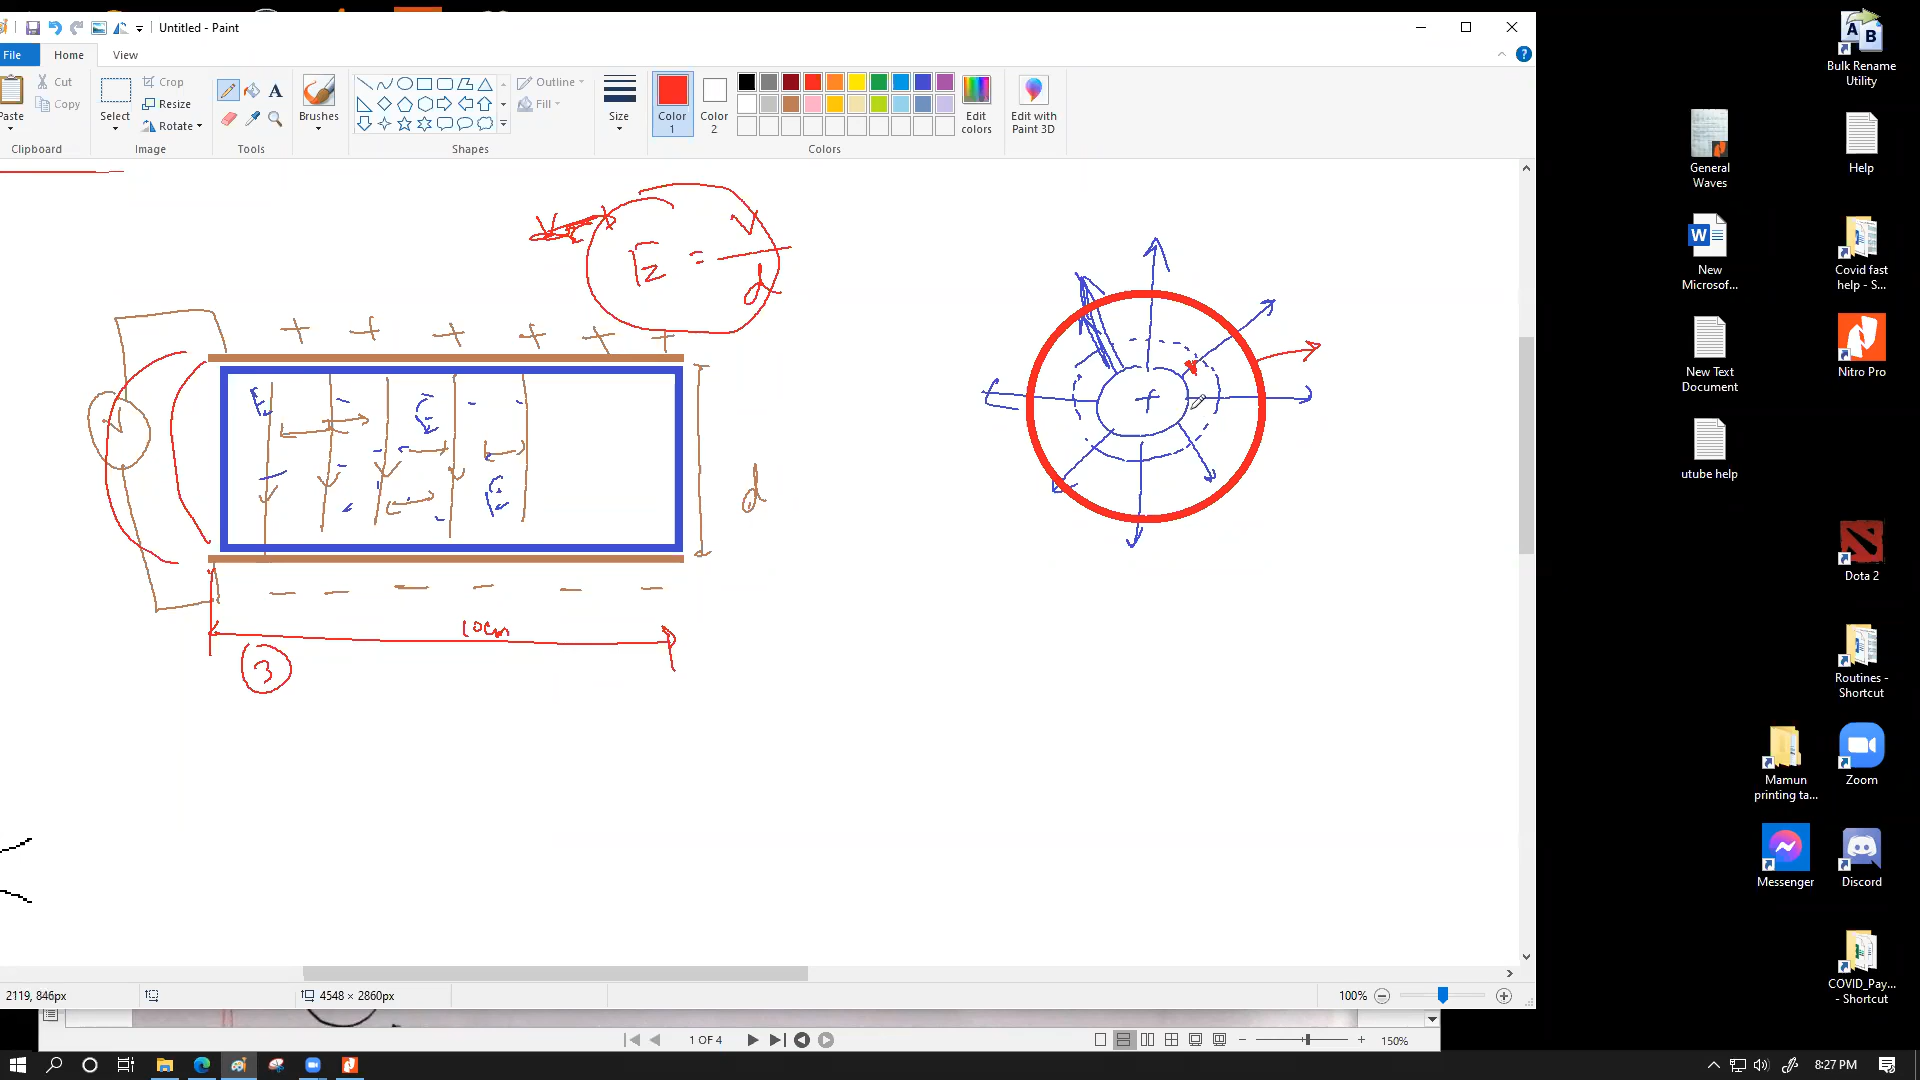 Untitled - Paint
File
Home
View
Paste
Cut
Copy
Clipboard
Select
Crop
Resize
Rotate
Image
A
Tools
Brushes
Shapes
Outline
Fill
Size
Color 1
Color 2
Edit colors
Edit with Paint 3D
Colors
E = V
d
+ + + + + +
V
E
E
E
d
+
- - - - - -
10cm
3
2119, 846px
4548 × 2860px
100%
1 OF 4
150%
8:27 PM
Bulk Rename Utility
General Waves
Help
New Microsof...
Covid fast help - S...
New Text Document
Nitro Pro
utube help
Dota 2
Routines - Shortcut
Mamun printing ta...
Zoom
Messenger
Discord
COVID_Pay... - Shortcut